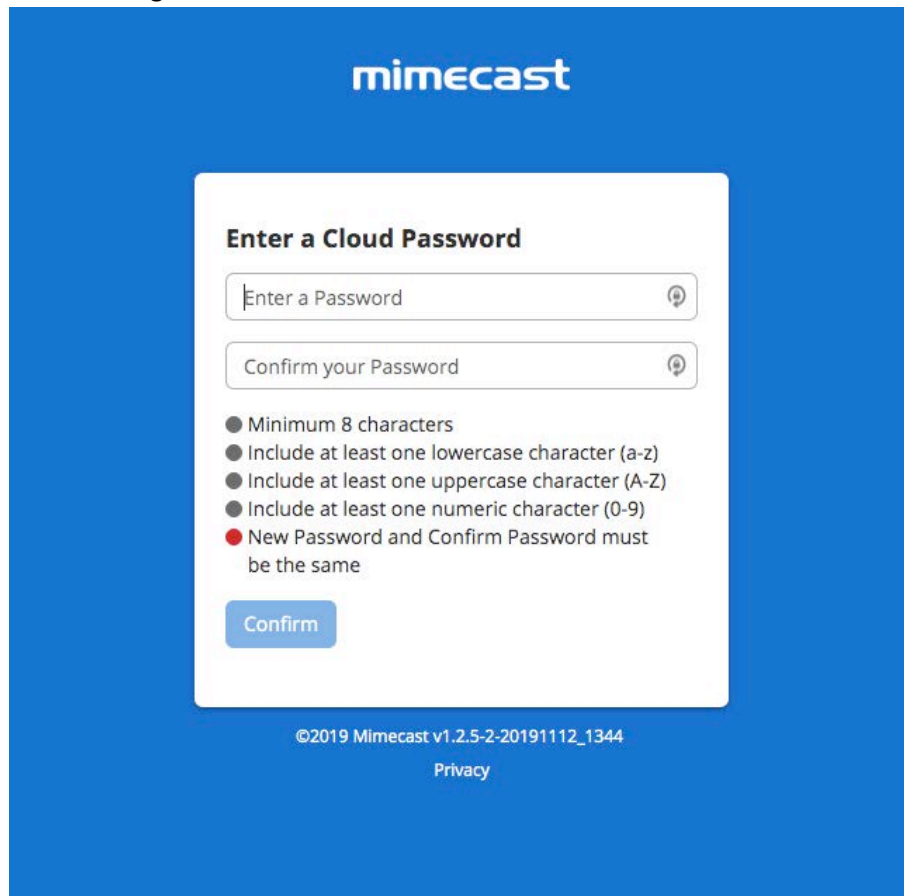 mimecast
Enter a Cloud Password
Enter a Password
Confirm your Password
Minimum 8 characters
Include at least one lowercase character (a-z)
Include at least one uppercase character (A-Z)
Include at least one numeric character (0-9)
New Password and Confirm Password must
be the same
Confirm
©2019 Mimecast v1.2.5-2-20191112_1344
Privacy